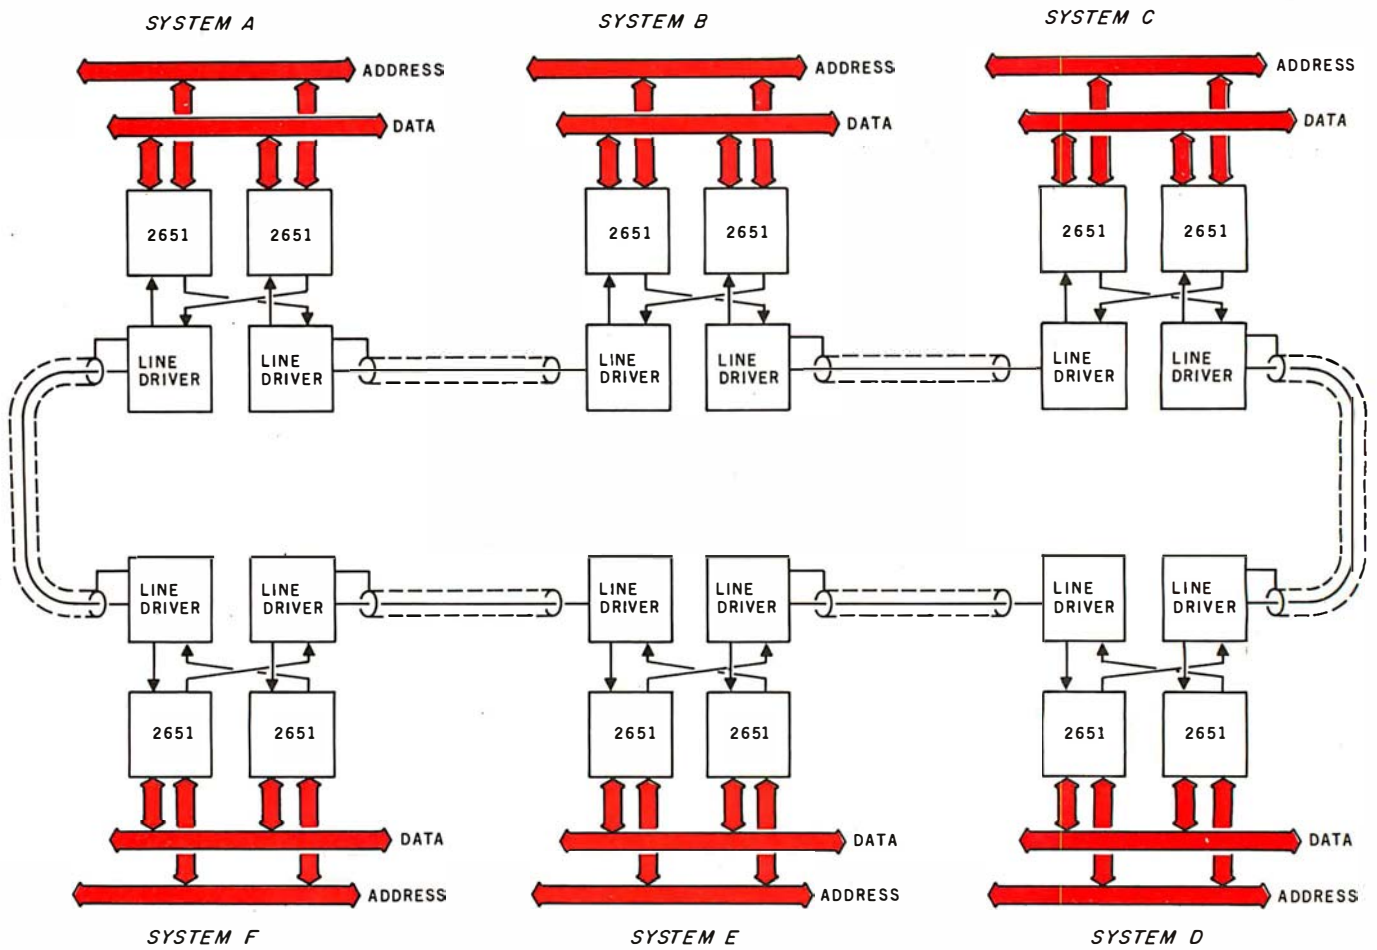 SYSTEM A
SYSTEM B
SYSTEM C
ADDRESS
ADDRESS
ADDRESS
DATA
DATA
DATA
2651
2651
2651
2651
2651
2651
LINE
DRIVER
LINE
DRIVER
LINE
DRIVER
LINE
DRIVER
LINE
DRIVER
LINE
DRIVER
LINE
DRIVER
LINE
DRIVER
LINE
DRIVER
LINE
DRIVER
LINE
DRIVER
LINE
DRIVER
2651
2651
2651
2651
2651
2651
DATA
DATA
DATA
ADDRESS
ADDRESS
ADDRESS
SYSTEM F
SYSTEM E
SYSTEM D